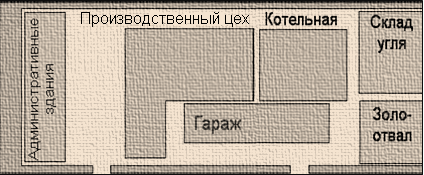 Административные
здания
Производственный цех
Котельная
Гараж
Склад
угля
Золо-
отвал